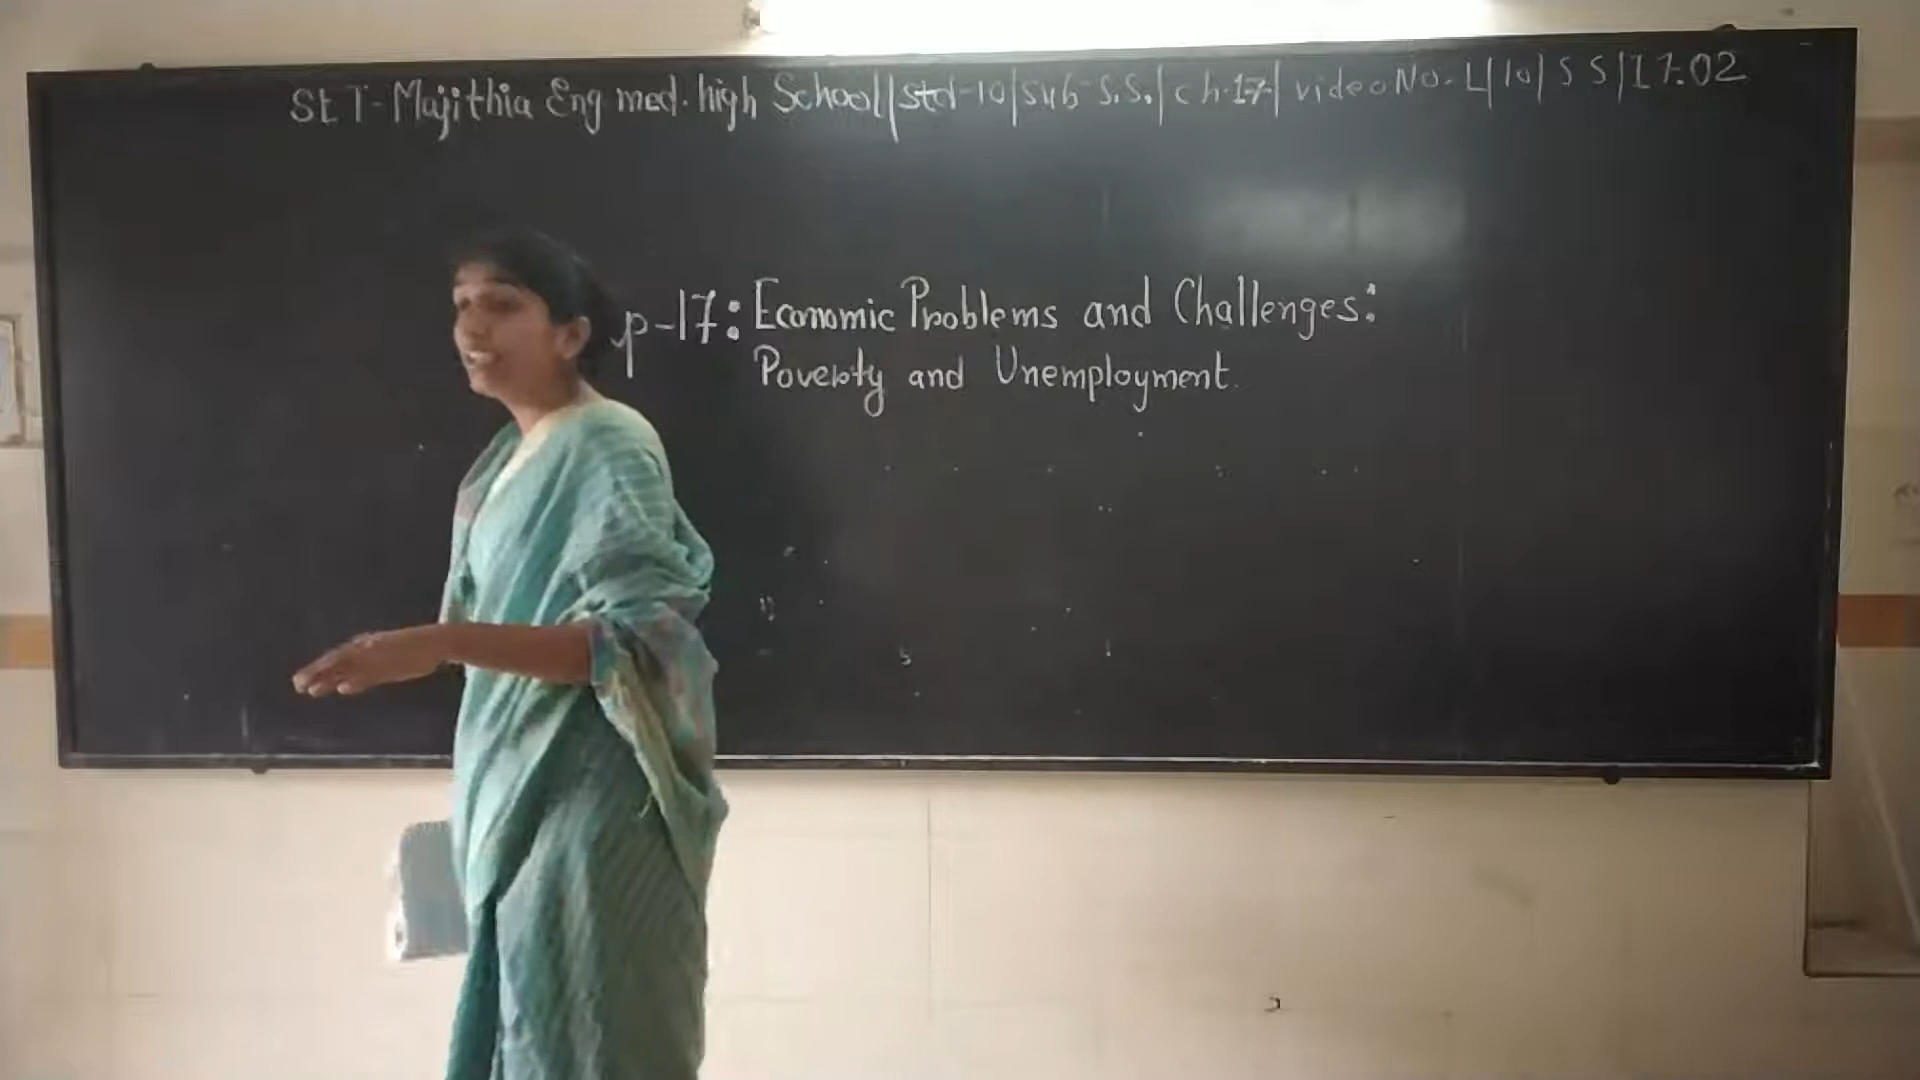 St T- Majithia Eng med. high School|std-10|sub-S.S.|ch.17-|video No. L|10|SS|17.02
p-17: Economic Problems and Challenges:
Poverty and Unemployment.